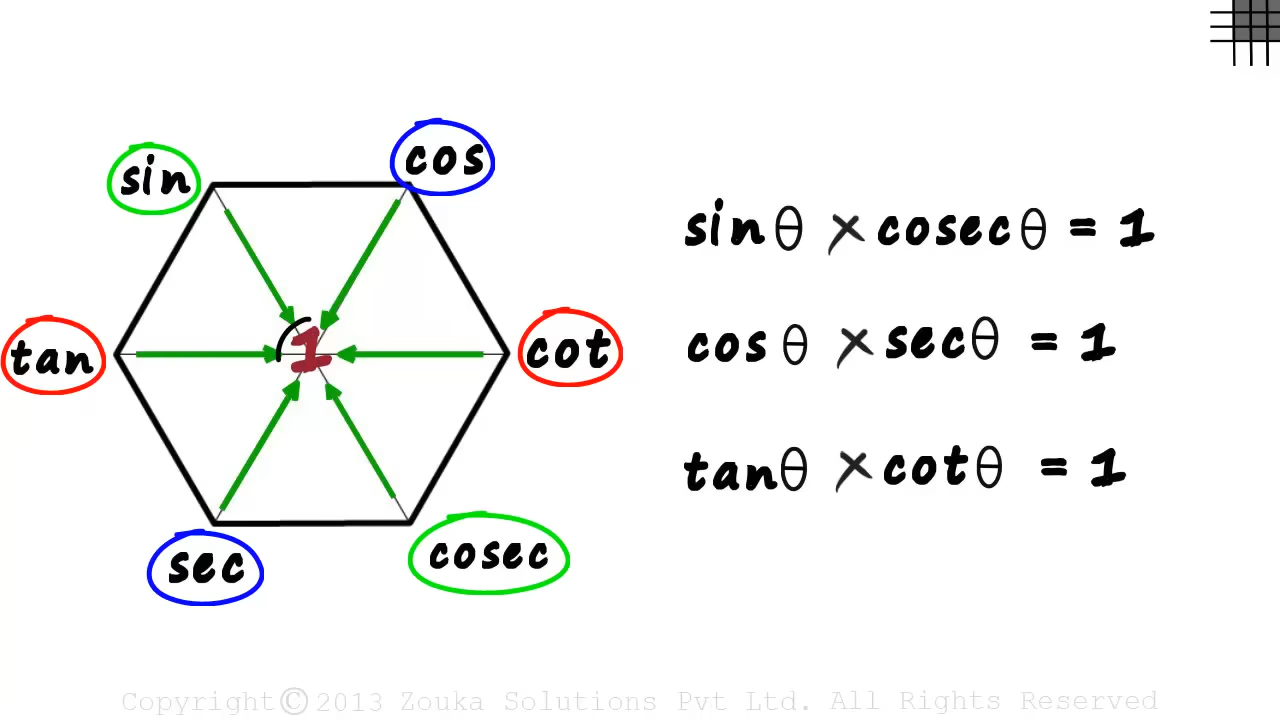 sin
cos
tan
1
cot
sec
cosec
sinθ × cosecθ = 1
cosθ × secθ = 1
tanθ × cotθ = 1
Copyright© 2013 Zouka Solutions Pvt Ltd. All Rights Reserved